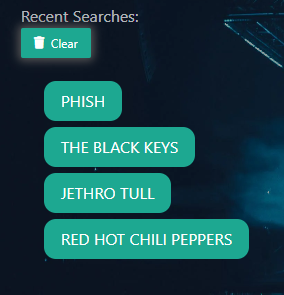 Recent Searches:
Clear
PHISH
THE BLACK KEYS
JETHRO TULL
RED HOT CHILI PEPPERS